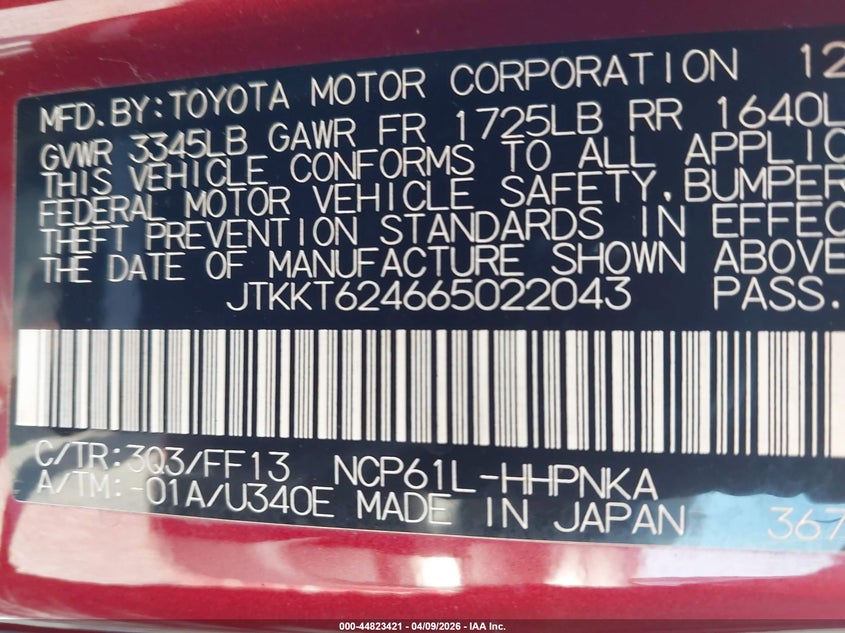 MFD. BY: TOYOTA MOTOR CORPORATION 12
GVWR 3345LB GAWR FR 1725LB RR 1640L
THIS VEHICLE CONFORMS TO ALL APPLIC
FEDERAL MOTOR VEHICLE SAFETY, BUMPER
THEFT PREVENTION STANDARDS IN EFFEC
THE DATE OF MANUFACTURE SHOWN ABOVE
JTKKT624665022043 PASS.
C/TR: 3Q3/FF13 NCP61L-HHPNKA
A/TM: -01A/U340E MADE IN JAPAN 367
000-44823421 04/09/2026 - IAA Inc.